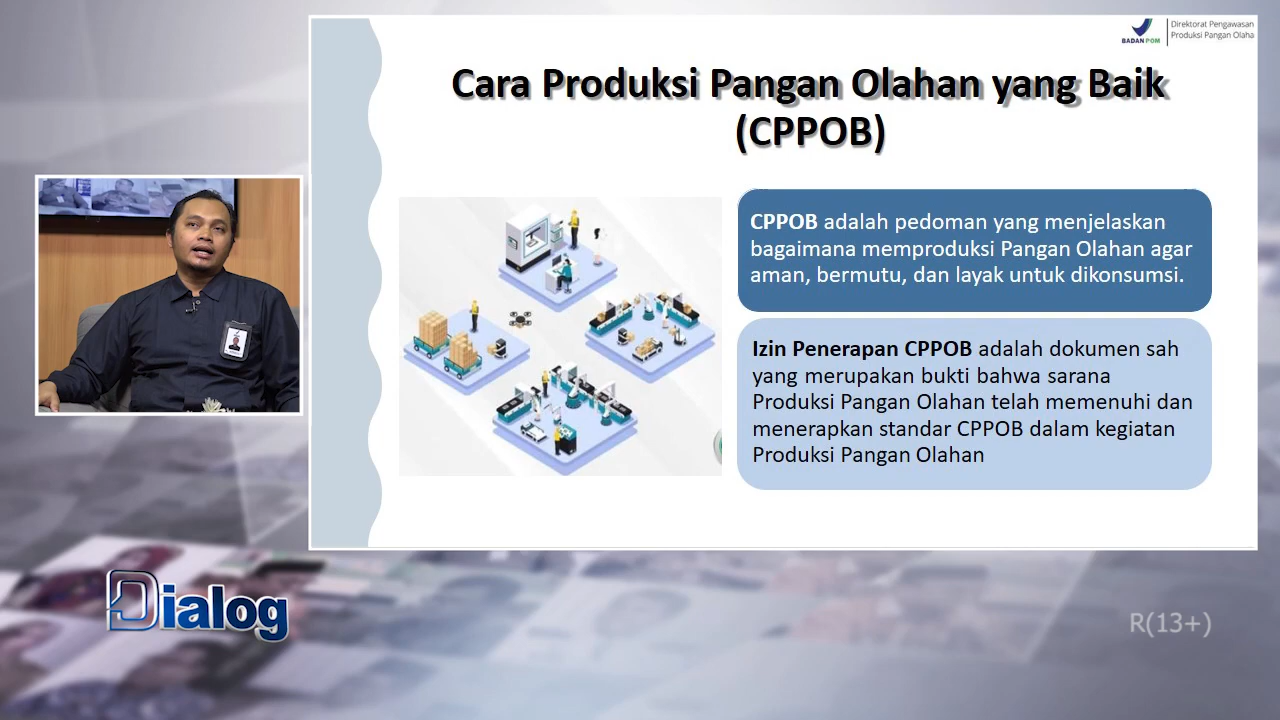 BADAN POM
Direktorat Pengawasan
Produksi Pangan Olaha
Cara Produksi Pangan Olahan yang Baik
(CPPOB)
CPPOB adalah pedoman yang menjelaskan
bagaimana memproduksi Pangan Olahan agar
aman, bermutu, dan layak untuk dikonsumsi.
Izin Penerapan CPPOB adalah dokumen sah
yang merupakan bukti bahwa sarana
Produksi Pangan Olahan telah memenuhi dan
menerapkan standar CPPOB dalam kegiatan
Produksi Pangan Olahan
Dialog
R(13+)